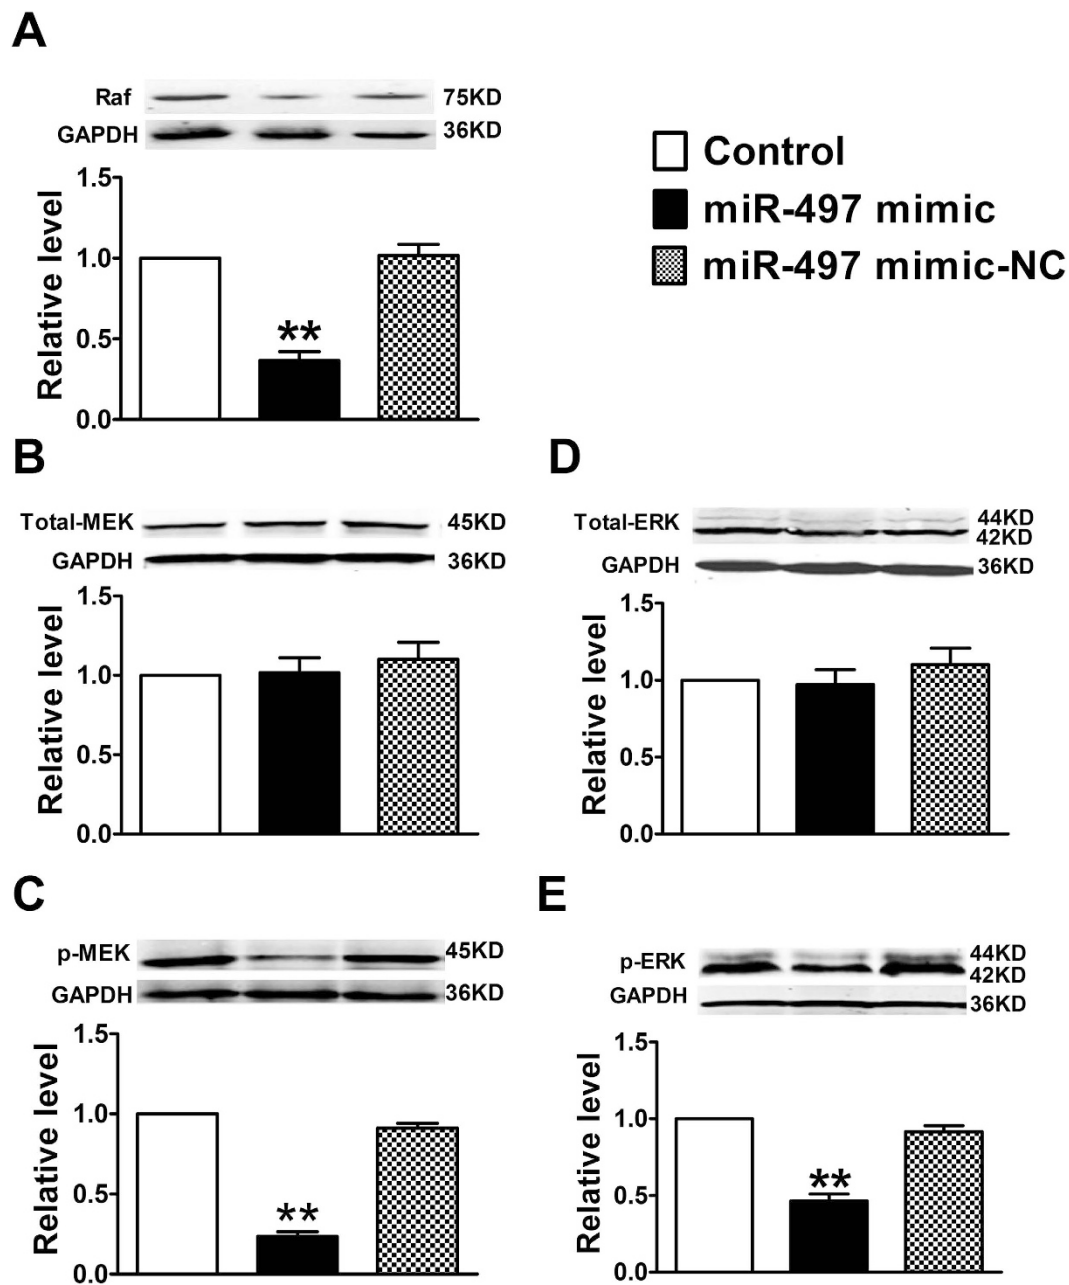 A
Raf 75KD
GAPDH 36KD
Control
miR-497 mimic
miR-497 mimic-NC
Relative level
1.5
1.0
0.5
0.0
**
B
Total-MEK 45KD
GAPDH 36KD
Relative level
1.5
1.0
0.5
0.0
D
Total-ERK 44KD
42KD
GAPDH 36KD
Relative level
1.5
1.0
0.5
0.0
C
p-MEK 45KD
GAPDH 36KD
Relative level
1.5
1.0
0.5
0.0
**
E
p-ERK 44KD
42KD
GAPDH 36KD
Relative level
1.5
1.0
0.5
0.0
**